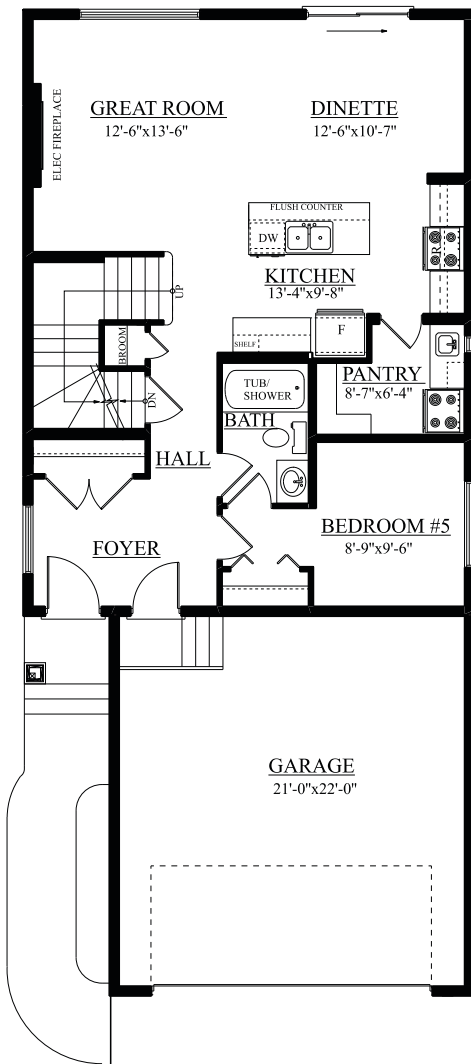 GREAT ROOM
12'-6"x13'-6"
DINETTE
12'-6"x10'-7"
ELEC FIREPLACE
FLUSH COUNTER
DW
R
KITCHEN
13'-4"x9'-8"
UP
SHELF
F
BROOM
PANTRY
8'-7"x6'-4"
TUB/
SHOWER
DN
BATH
HALL
BEDROOM #5
8'-9"x9'-6"
FOYER
GARAGE
21'-0"x22'-0"